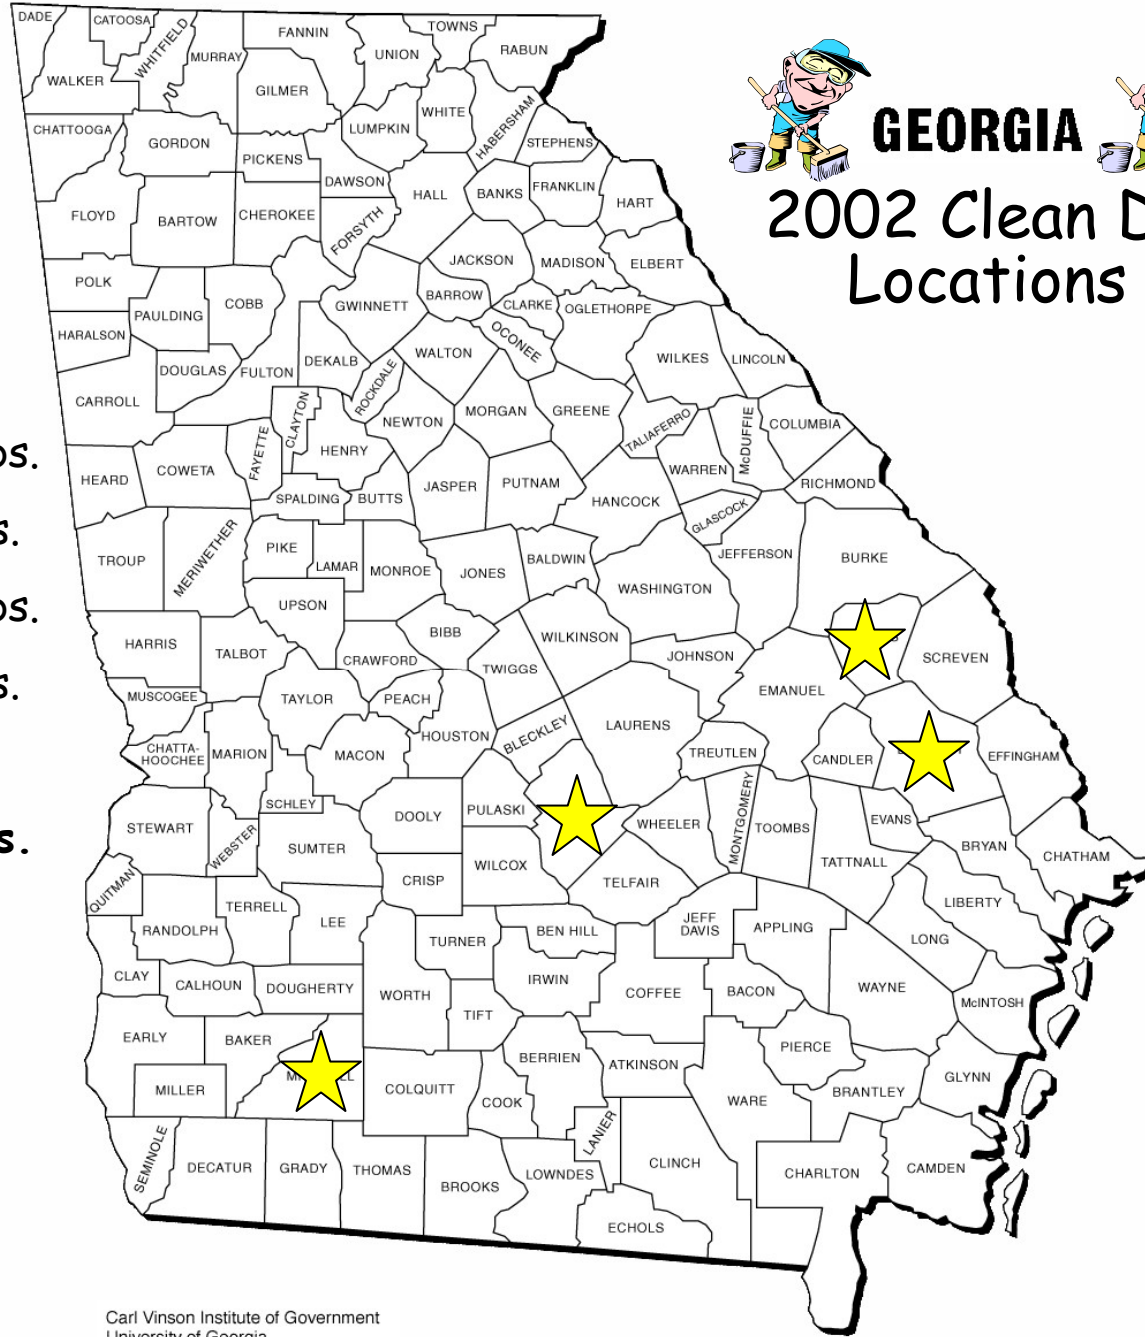 DADE
CATOOSA
WHITFIELD
MURRAY
FANNIN
UNION
TOWNS
RABUN
WALKER
GILMER
WHITE
HABERSHAM
LUMPKIN
STEPHENS
CHATTOOGA
GORDON
PICKENS
DAWSON
HALL
BANKS
FRANKLIN
HART
GEORGIA
2002 Clean D
Locations
FLOYD
BARTOW
CHEROKEE
FORSYTH
JACKSON
MADISON
ELBERT
POLK
PAULDING
COBB
GWINNETT
BARROW
CLARKE
OGLETHORPE
HARALSON
OCONEE
DOUGLAS
FULTON
DEKALB
ROCKDALE
WALTON
WILKES
LINCOLN
CARROLL
CLAYTON
NEWTON
MORGAN
GREENE
TALIAFERRO
McDUFFIE
COLUMBIA
os.
HEARD
COWETA
FAYETTE
HENRY
SPALDING
BUTTS
JASPER
PUTNAM
HANCOCK
WARREN
RICHMOND
GLASCOCK
s.
TROUP
MERIWETHER
PIKE
LAMAR
MONROE
JONES
BALDWIN
WASHINGTON
JEFFERSON
BURKE
os.
UPSON
HARRIS
TALBOT
CRAWFORD
BIBB
TWIGGS
WILKINSON
JOHNSON
EMANUEL
SCREVEN
s.
MUSCOGEE
TAYLOR
PEACH
HOUSTON
BLECKLEY
LAURENS
TREUTLEN
CANDLER
EFFINGHAM
CHATTA-
HOOCHEE
MARION
MACON
SCHLEY
DOOLY
PULASKI
WHEELER
MONTGOMERY
TOOMBS
EVANS
BRYAN
CHATHAM
s.
STEWART
WEBSTER
SUMTER
CRISP
WILCOX
TELFAIR
TATTNALL
QUITMAN
RANDOLPH
TERRELL
LEE
TURNER
BEN HILL
JEFF
DAVIS
APPLING
LONG
LIBERTY
CLAY
CALHOUN
DOUGHERTY
WORTH
TIFT
IRWIN
COFFEE
BACON
WAYNE
McINTOSH
EARLY
BAKER
MILLER
COLQUITT
COOK
BERRIEN
ATKINSON
PIERCE
WARE
BRANTLEY
GLYNN
SEMINOLE
DECATUR
GRADY
THOMAS
BROOKS
LOWNDES
LANIER
CLINCH
ECHOLS
CHARLTON
CAMDEN
Carl Vinson Institute of Government
University of Georgia